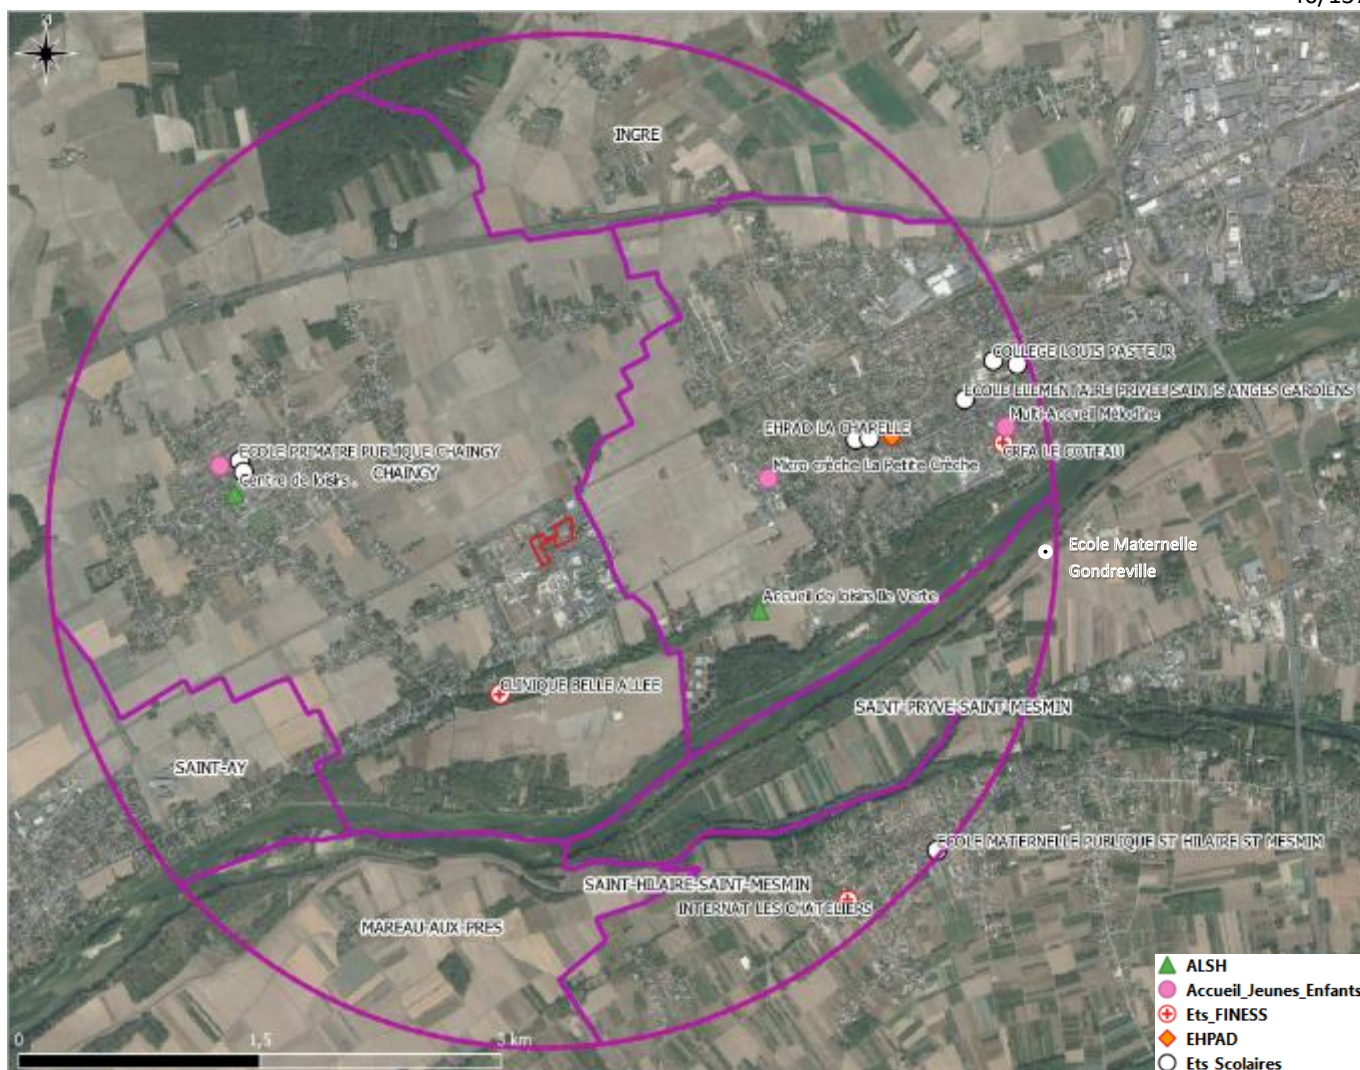 INGRE
COLLEGE LOUIS PASTEUR
ECOLE ELEMENTAIRE PRIVEE SAINTS ANGES GARDIENS
Multi-Accueil Mélodine
EHPAD LA CHAPELLE
CRFA LE COTEAU
ECOLE PRIMAIRE PUBLIQUE CHAINGY
Micro crèche La Petite Crèche
CHAINGY
Centre de loisirs .
Ecole Maternelle
Gondreville
Accueil de loisirs Ile Verte
CLINIQUE BELLE ALLEE
SAINT-PRYVE-SAINT-MESMIN
SAINT-AY
ECOLE MATERNELLE PUBLIQUE ST HILAIRE ST MESMIM
SAINT-HILAIRE-SAINT-MESMIN
INTERNAT LES CHATELIERS
MAREAU-AUX-PRES
ALSH
Accueil_Jeunes_Enfants
Ets_FINESS
EHPAD
Ets_Scolaires
0 1,5 3 km